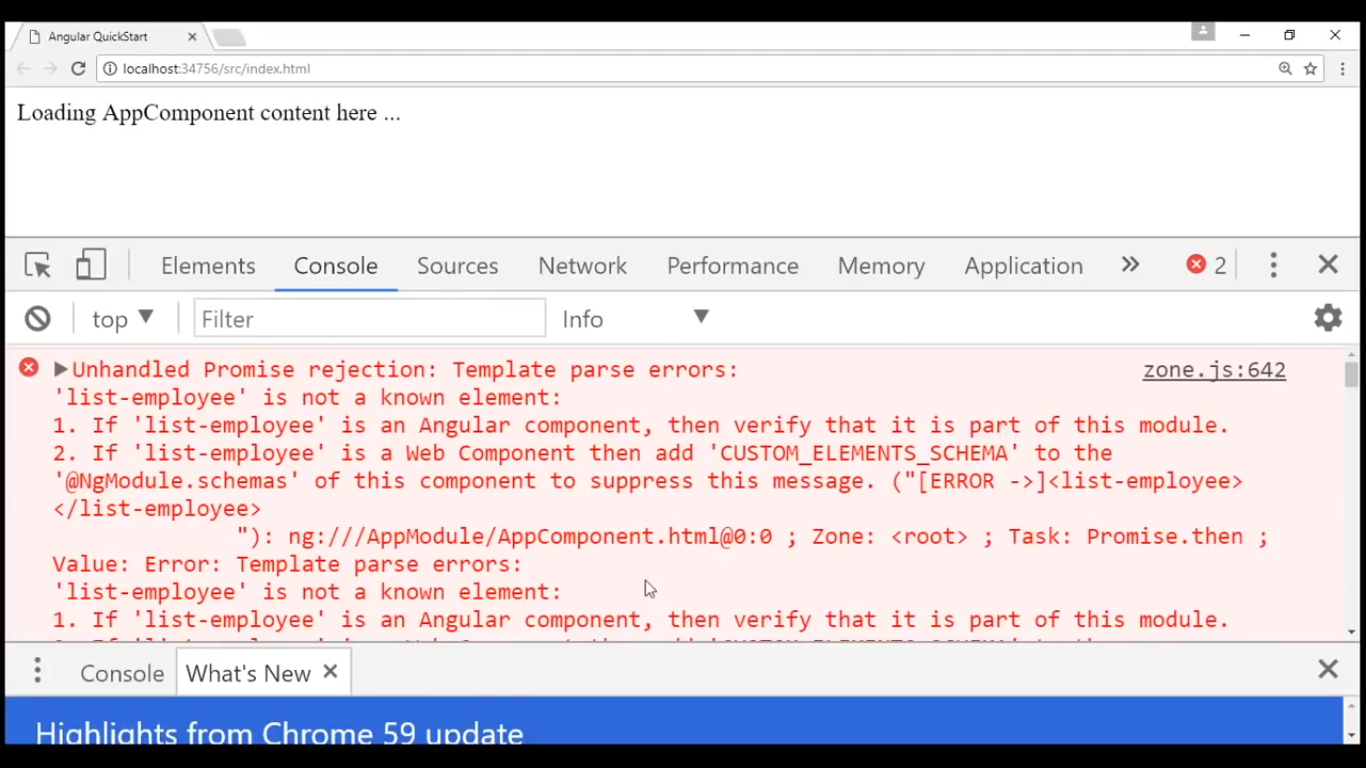 Angular QuickStart
localhost:34756/src/index.html
Loading AppComponent content here ...
Elements Console Sources Network Performance Memory Application 2
top Filter Info
Unhandled Promise rejection: Template parse errors: zone.js:642
'list-employee' is not a known element:
1. If 'list-employee' is an Angular component, then verify that it is part of this module.
2. If 'list-employee' is a Web Component then add 'CUSTOM_ELEMENTS_SCHEMA' to the
'@NgModule.schemas' of this component to suppress this message. ("[ERROR ->]<list-employee>
</list-employee>
"): ng:///AppModule/AppComponent.html@0:0 ; Zone: <root> ; Task: Promise.then ;
Value: Error: Template parse errors:
'list-employee' is not a known element:
1. If 'list-employee' is an Angular component, then verify that it is part of this module.
Console What's New
Highlights from Chrome 59 update